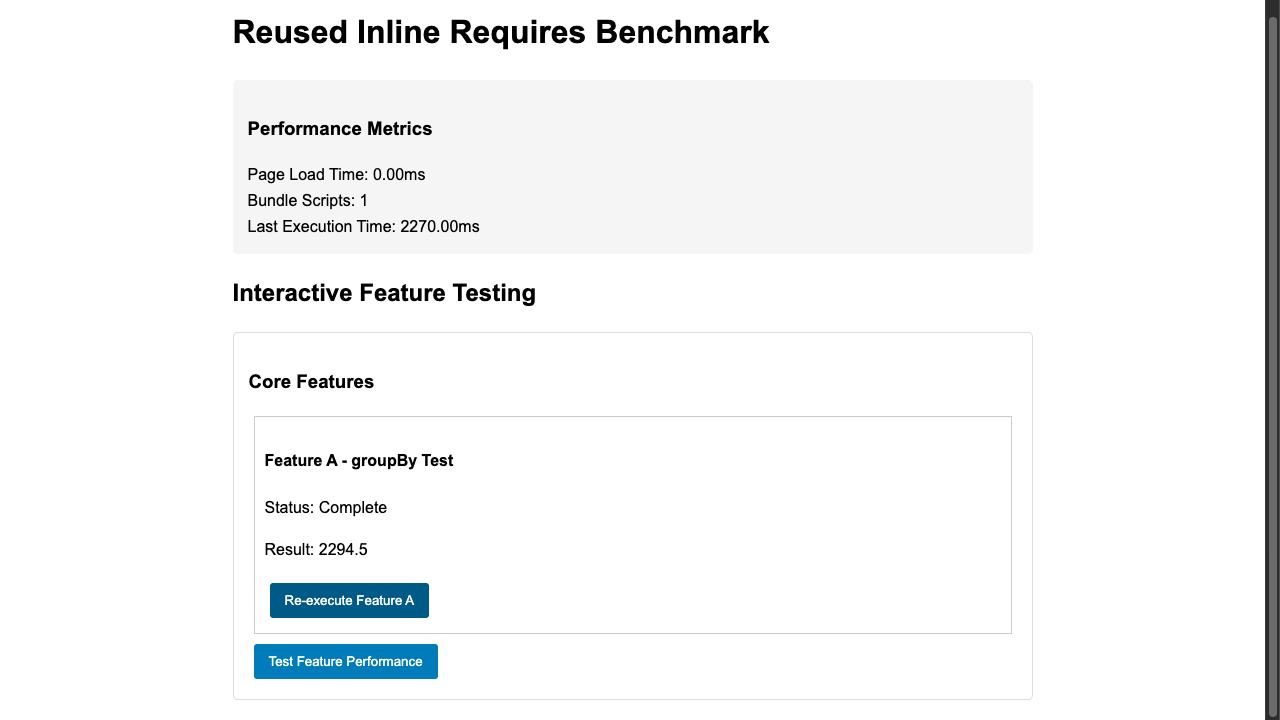 Reused Inline Requires Benchmark
Performance Metrics
Page Load Time: 0.00ms
Bundle Scripts: 1
Last Execution Time: 2270.00ms
Interactive Feature Testing
Core Features
Feature A - groupBy Test
Status: Complete
Result: 2294.5
Re-execute Feature A
Test Feature Performance